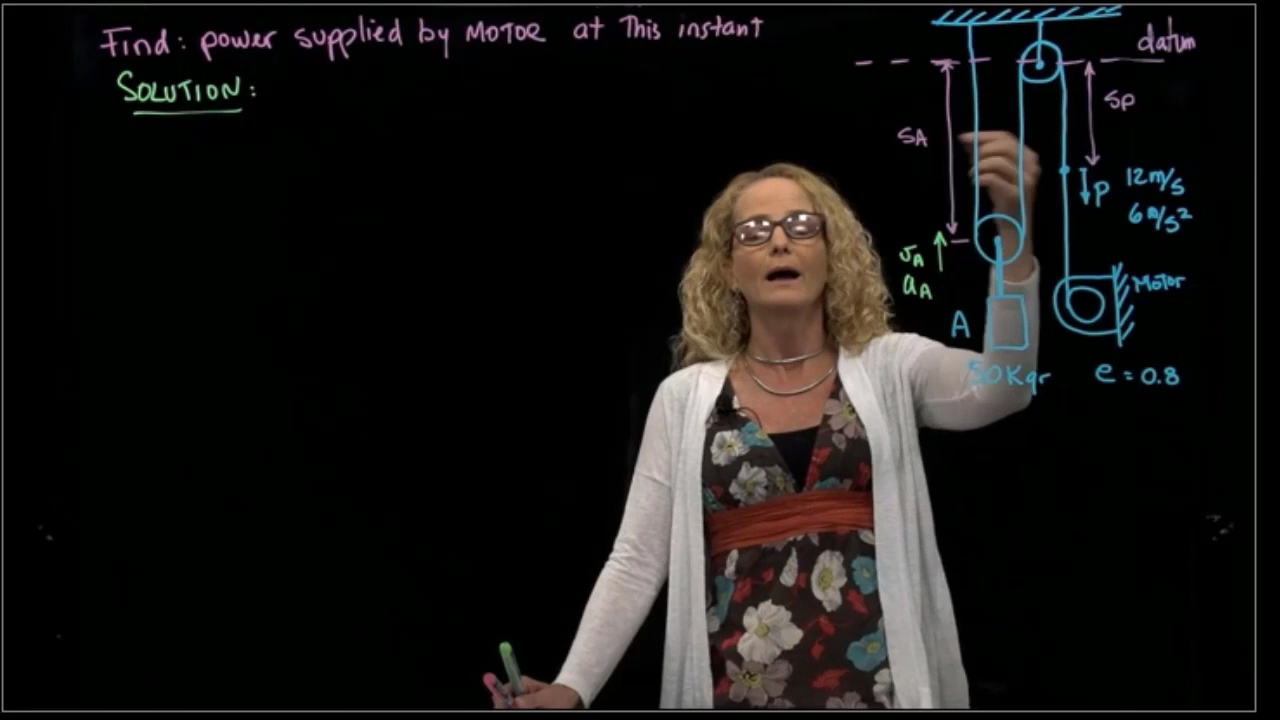 Find: power supplied by MOTOR at This instant
SOLUTION:
datum
SA
SP
P
12m/s
6m/s²
vA
aA
Motor
A
50Kgr
e=0.8